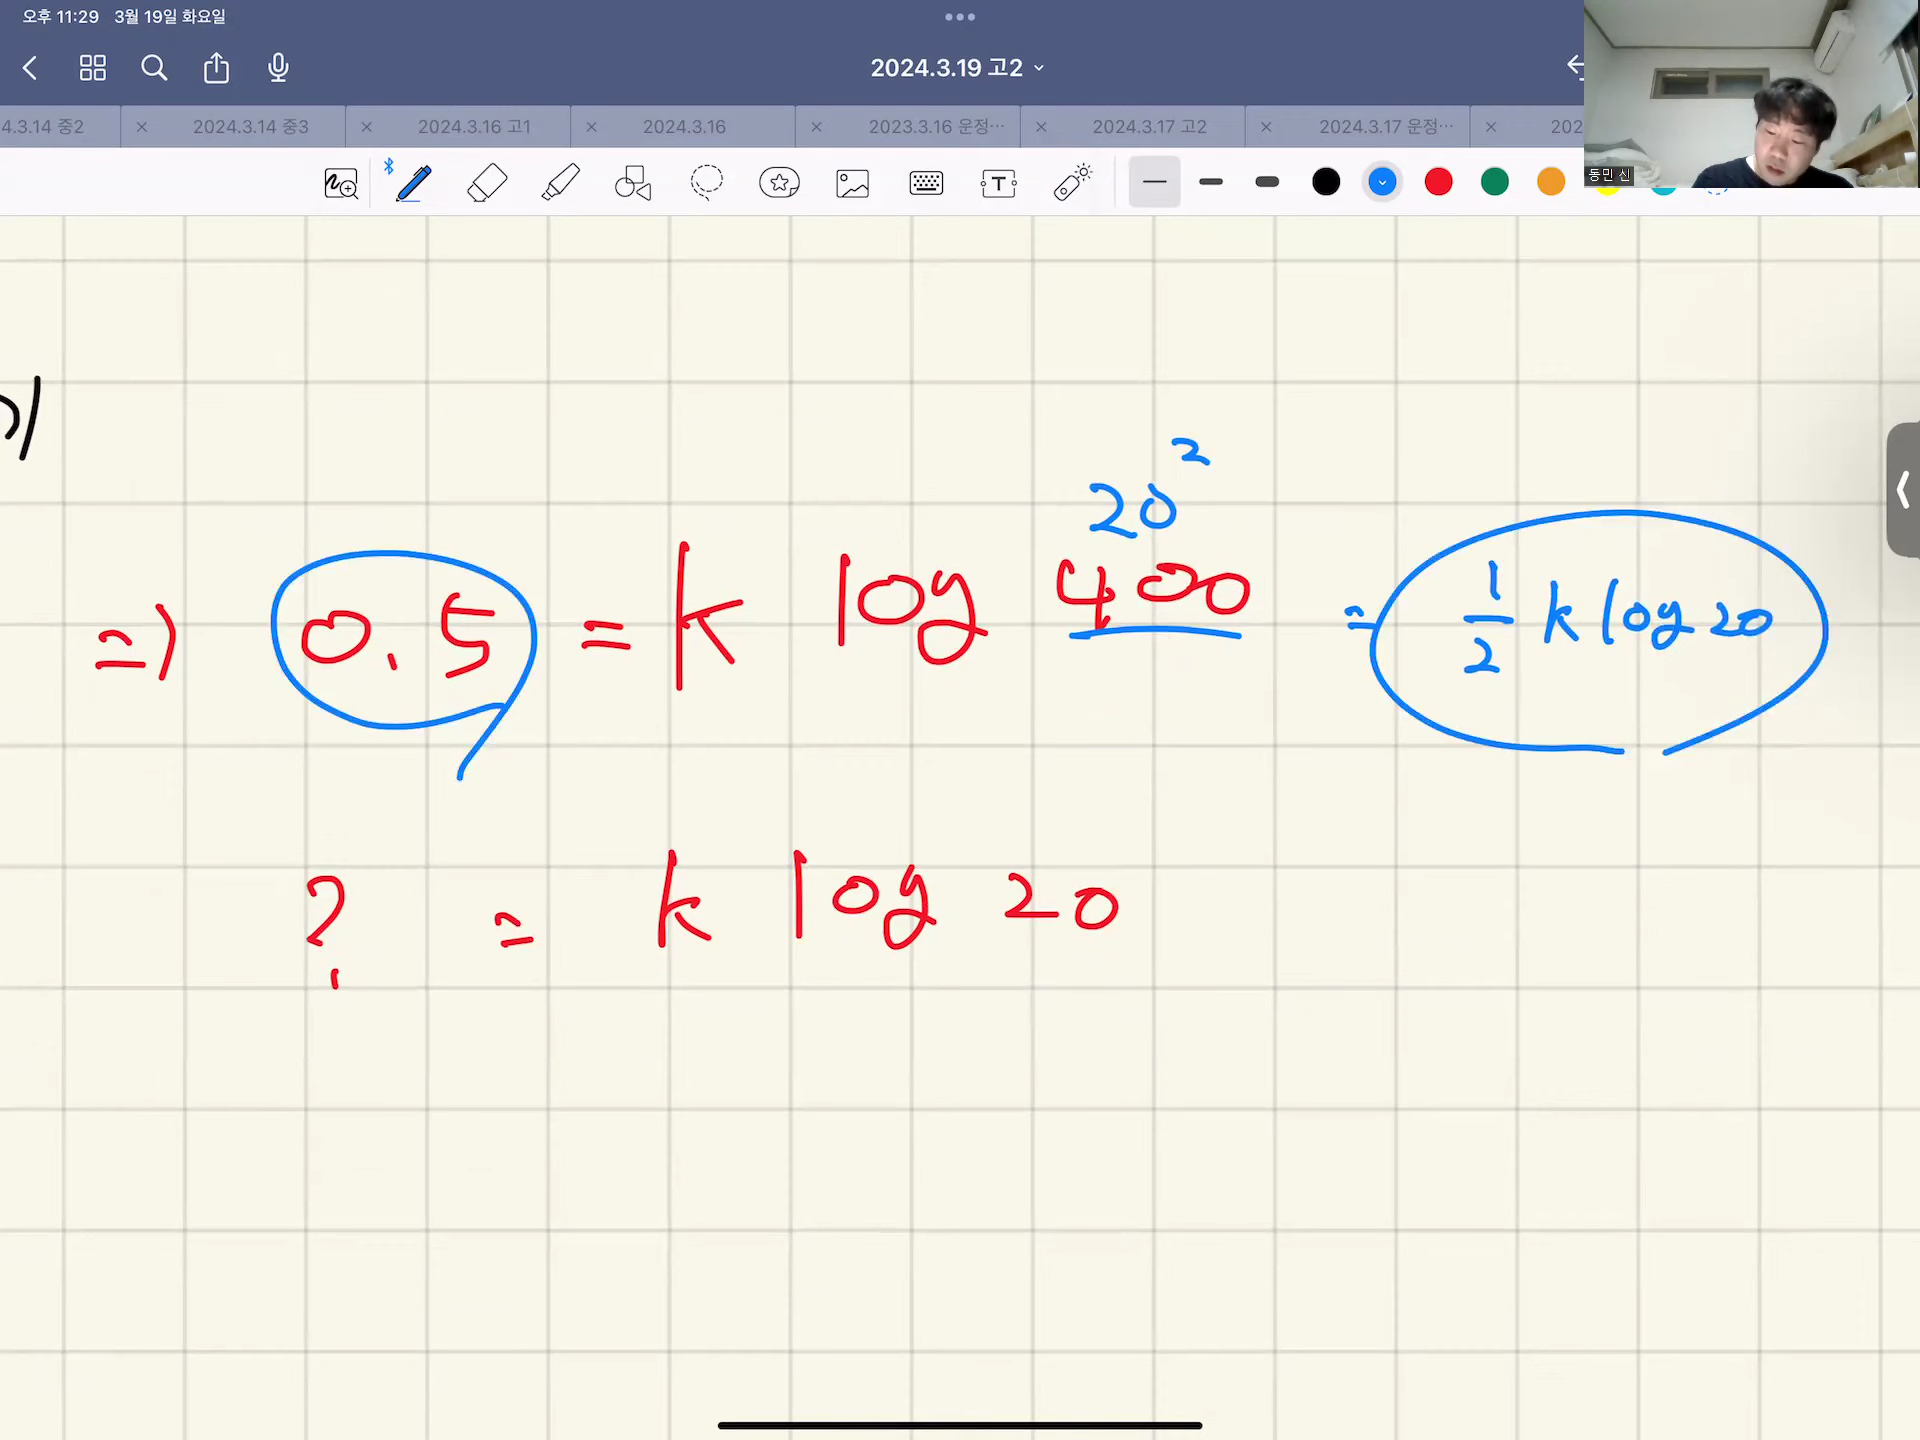 오후 11:29 3월 19일 화요일
2024.3.19 고2
4.3.14 중2
2024.3.14 중3
2024.3.16 고1
2024.3.16
2023.3.16 운정…
2024.3.17 고2
2024.3.17 운정…
202
동민 신
T
20²
⇒ 0.5 = k log 400 = 1/2 k log 20
? = k log 20